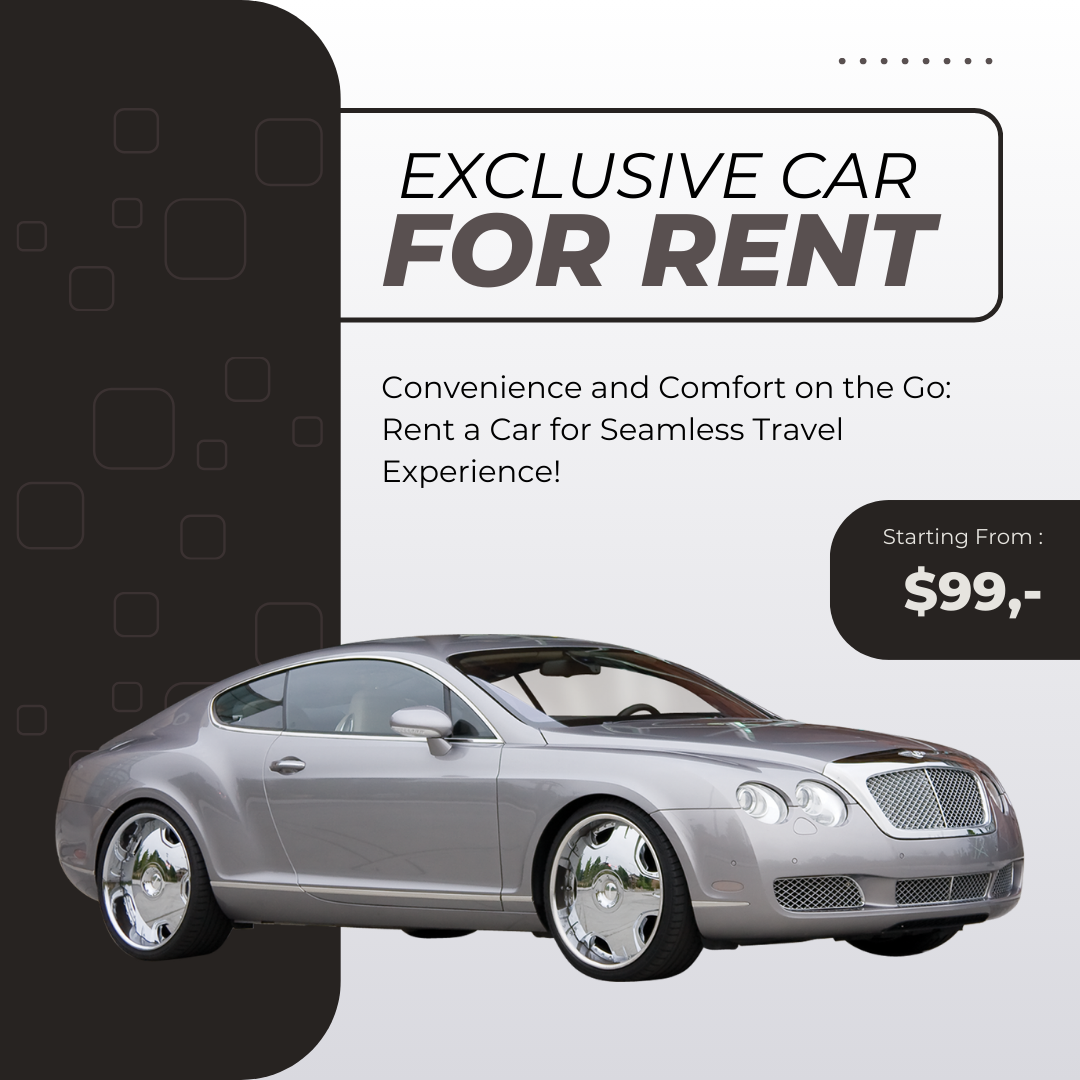 EXCLUSIVE CAR
FOR RENT
Convenience and Comfort on the Go:
Rent a Car for Seamless Travel
Experience!
Starting From :
$99,-